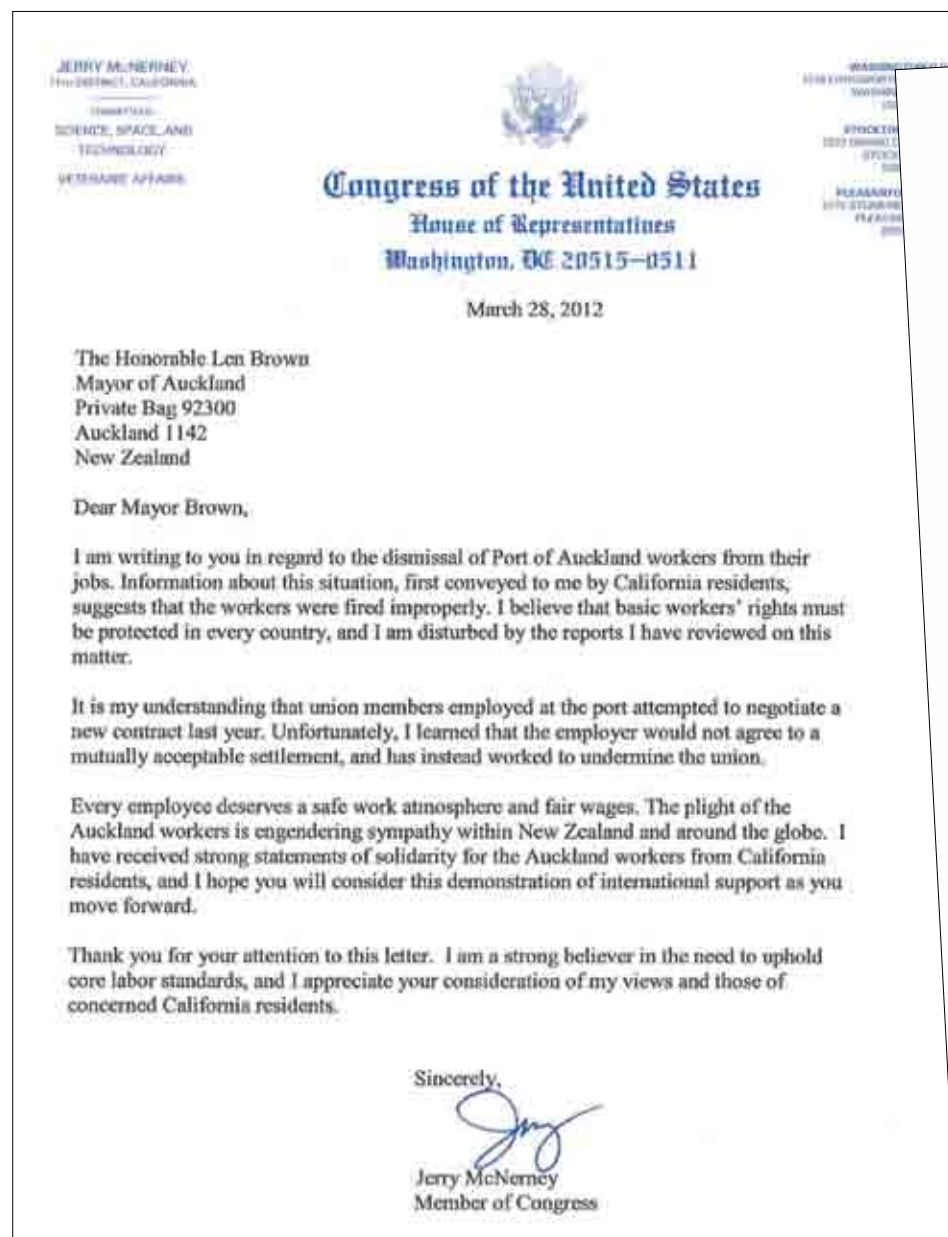 JERRY McNERNEY
11TH DISTRICT, CALIFORNIA
COMMITTEES:
SCIENCE, SPACE, AND
TECHNOLOGY
VETERANS' AFFAIRS
Congress of the United States
House of Representatives
Washington, DC 20515–0511
March 28, 2012
The Honorable Len Brown
Mayor of Auckland
Private Bag 92300
Auckland 1142
New Zealand
Dear Mayor Brown,
I am writing to you in regard to the dismissal of Port of Auckland workers from their
jobs. Information about this situation, first conveyed to me by California residents,
suggests that the workers were fired improperly. I believe that basic workers’ rights must
be protected in every country, and I am disturbed by the reports I have reviewed on this
matter.
It is my understanding that union members employed at the port attempted to negotiate a
new contract last year. Unfortunately, I learned that the employer would not agree to a
mutually acceptable settlement, and has instead worked to undermine the union.
Every employee deserves a safe work atmosphere and fair wages. The plight of the
Auckland workers is engendering sympathy within New Zealand and around the globe. I
have received strong statements of solidarity for the Auckland workers from California
residents, and I hope you will consider this demonstration of international support as you
move forward.
Thank you for your attention to this letter. I am a strong believer in the need to uphold
core labor standards, and I appreciate your consideration of my views and those of
concerned California residents.
Sincerely,
Jerry
Jerry McNerney
Member of Congress